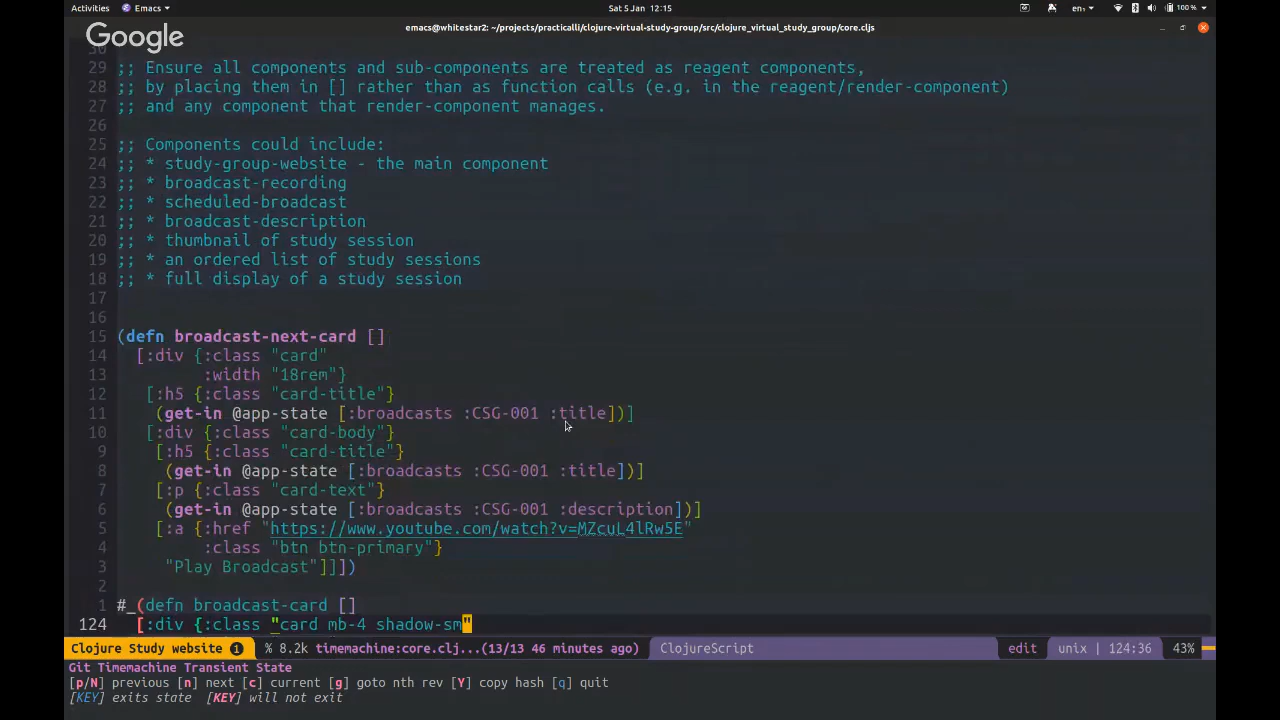 Activities Emacs Sat 5 Jan 12:15 en₁ 100 %
emacs@whitestar2: ~/projects/practicalli/clojure-virtual-study-group/src/clojure_virtual_study_group/core.cljs
Google
30
29 ;; Ensure all components and sub-components are treated as reagent components,
28 ;; by placing them in [] rather than as function calls (e.g. in the reagent/render-component)
27 ;; and any component that render-component manages.
26
25 ;; Components could include:
24 ;; * study-group-website - the main component
23 ;; * broadcast-recording
22 ;; * scheduled-broadcast
21 ;; * broadcast-description
20 ;; * thumbnail of study session
19 ;; * an ordered list of study sessions
18 ;; * full display of a study session
17
16
15 (defn broadcast-next-card []
14 [:div {:class "card"
13 :width "18rem"}
12 [:h5 {:class "card-title"}
11 (get-in @app-state [:broadcasts :CSG-001 :title])]
10 [:div {:class "card-body"}
9 [:h5 {:class "card-title"}
8 (get-in @app-state [:broadcasts :CSG-001 :title])]
7 [:p {:class "card-text"}
6 (get-in @app-state [:broadcasts :CSG-001 :description])]
5 [:a {:href "https://www.youtube.com/watch?v=MZcuL4lRw5E"
4 :class "btn btn-primary"}
3 "Play Broadcast"]]])
2
1 #_(defn broadcast-card []
124 [:div {:class "card mb-4 shadow-sm"
Clojure Study website 1 % 8.2k timemachine:core.clj...(13/13 46 minutes ago) ClojureScript edit unix | 124:36 43%
Git Timemachine Transient State
[p/N] previous [n] next [c] current [g] goto nth rev [Y] copy hash [q] quit
[KEY] exits state [KEY] will not exit